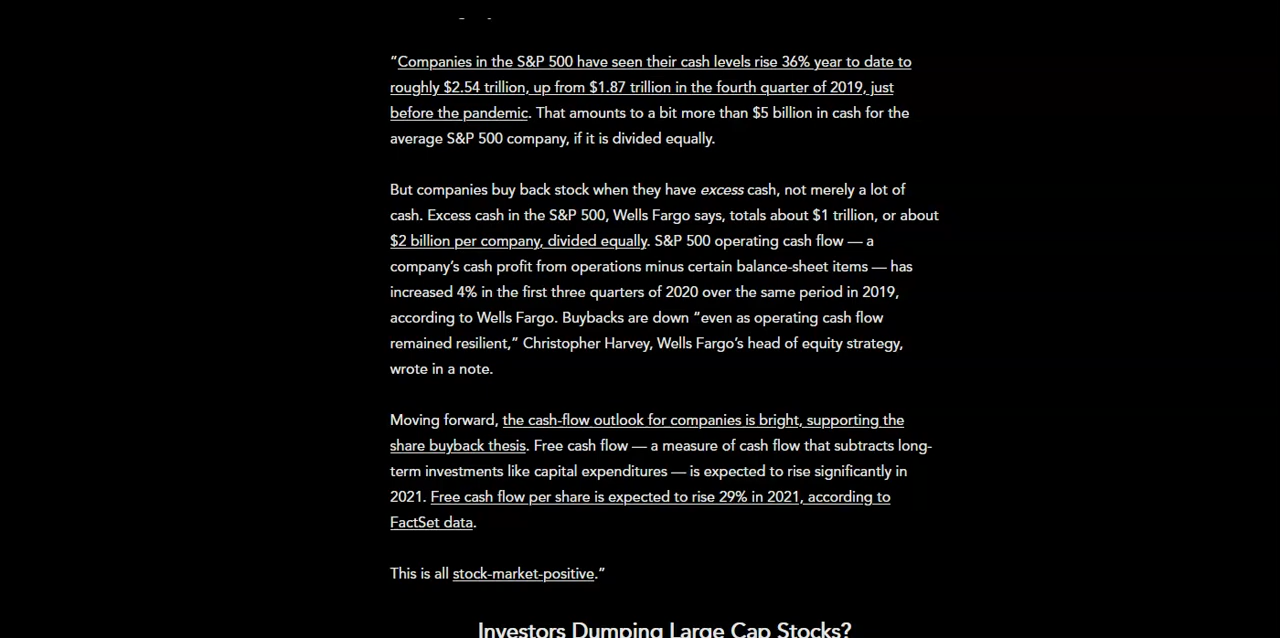 “Companies in the S&P 500 have seen their cash levels rise 36% year to date to
roughly $2.54 trillion, up from $1.87 trillion in the fourth quarter of 2019, just
before the pandemic. That amounts to a bit more than $5 billion in cash for the
average S&P 500 company, if it is divided equally.
But companies buy back stock when they have excess cash, not merely a lot of
cash. Excess cash in the S&P 500, Wells Fargo says, totals about $1 trillion, or about
$2 billion per company, divided equally. S&P 500 operating cash flow — a
company’s cash profit from operations minus certain balance-sheet items — has
increased 4% in the first three quarters of 2020 over the same period in 2019,
according to Wells Fargo. Buybacks are down “even as operating cash flow
remained resilient,” Christopher Harvey, Wells Fargo’s head of equity strategy,
wrote in a note.
Moving forward, the cash-flow outlook for companies is bright, supporting the
share buyback thesis. Free cash flow — a measure of cash flow that subtracts long-
term investments like capital expenditures — is expected to rise significantly in
2021. Free cash flow per share is expected to rise 29% in 2021, according to
FactSet data.
This is all stock-market-positive.”
Investors Dumping Large Cap Stocks?